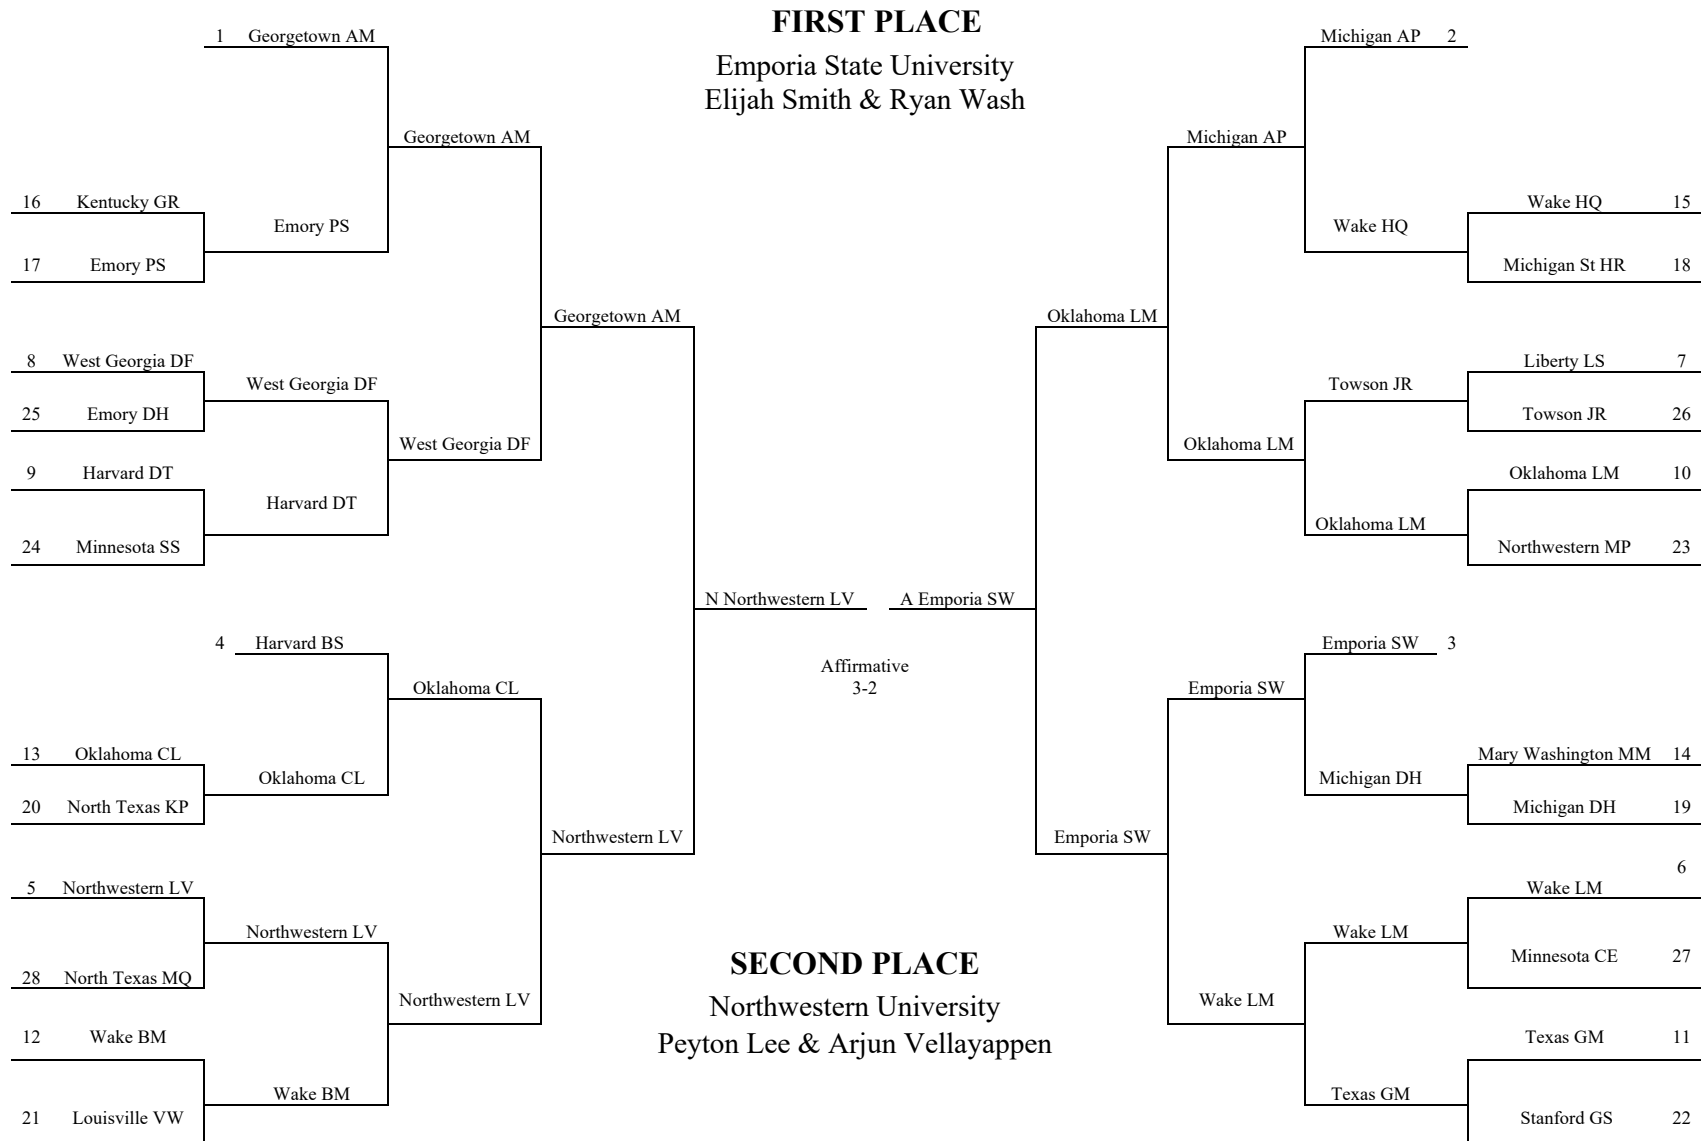 FIRST PLACE
Emporia State University
Elijah Smith & Ryan Wash
1 Georgetown AM
Georgetown AM
16 Kentucky GR
Emory PS
17 Emory PS
Georgetown AM
8 West Georgia DF
West Georgia DF
25 Emory DH
West Georgia DF
9 Harvard DT
Harvard DT
24 Minnesota SS
N Northwestern LV
4 Harvard BS
Oklahoma CL
13 Oklahoma CL
Oklahoma CL
20 North Texas KP
Northwestern LV
5 Northwestern LV
Northwestern LV
28 North Texas MQ
Northwestern LV
12 Wake BM
Wake BM
21 Louisville VW
A Emporia SW
Affirmative
3-2
Michigan AP 2
Michigan AP
Wake HQ 15
Wake HQ
Michigan St HR 18
Oklahoma LM
Liberty LS 7
Towson JR
Towson JR 26
Oklahoma LM
Oklahoma LM 10
Oklahoma LM
Northwestern MP 23
Emporia SW 3
Emporia SW
Mary Washington MM 14
Michigan DH
Michigan DH 19
Emporia SW
6
Wake LM
Wake LM
Minnesota CE 27
Wake LM
Texas GM 11
Texas GM
Stanford GS 22
SECOND PLACE
Northwestern University
Peyton Lee & Arjun Vellayappen